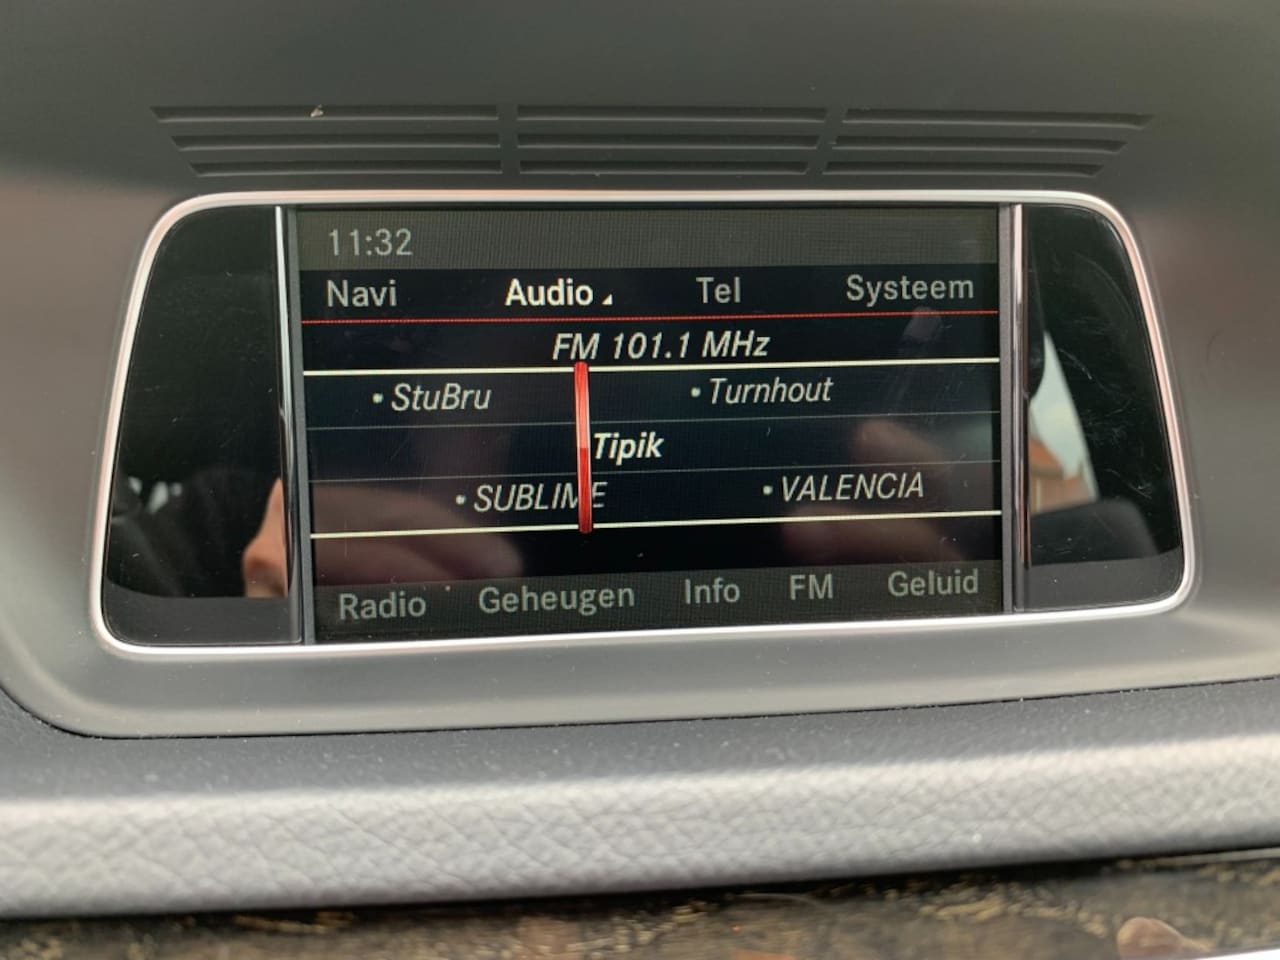 11:32
Navi Audio Tel Systeem
FM 101.1 MHz
• StuBru • Turnhout
Tipik
• SUBLIME • VALENCIA
Radio Geheugen Info FM Geluid